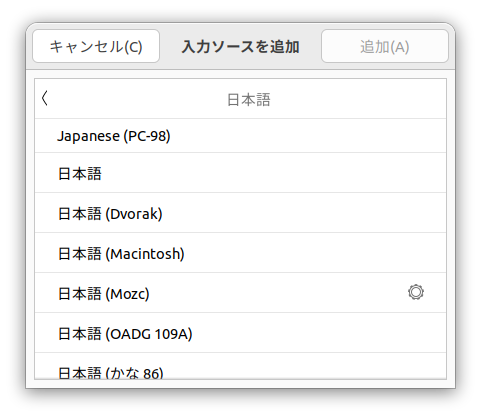 キャンセル(C) 入力ソースを追加 追加(A)
日本語
Japanese (PC-98)
日本語
日本語 (Dvorak)
日本語 (Macintosh)
日本語 (Mozc)
日本語 (OADG 109A)
日本語 (かな 86)